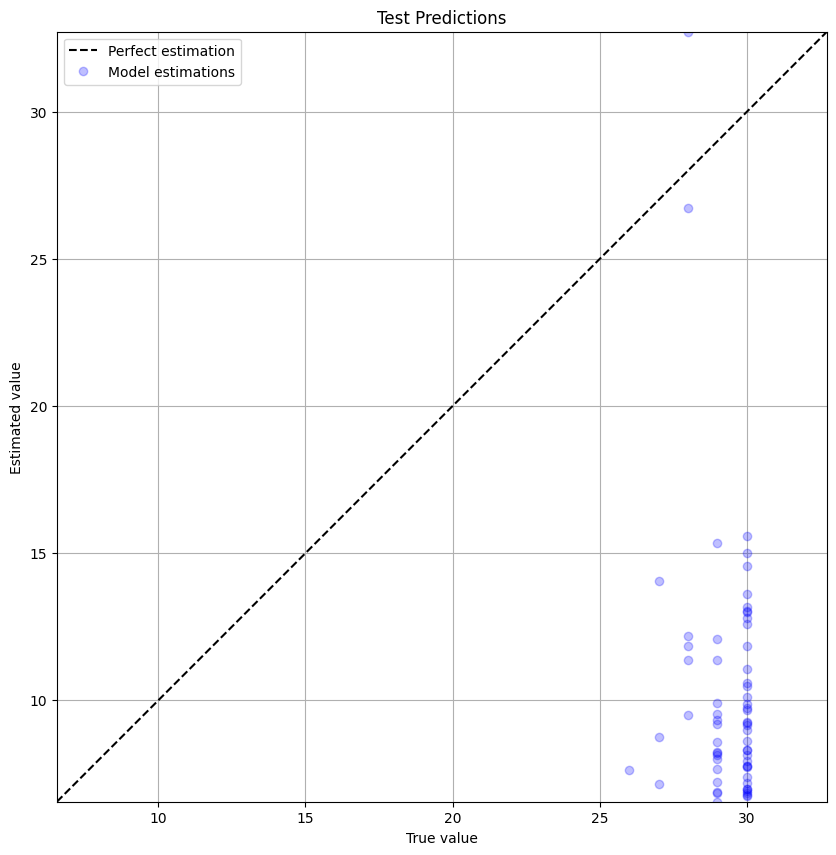 Test Predictions
Perfect estimation
Model estimations
30
25
20
15
10
Estimated value
10
15
20
25
30
True value